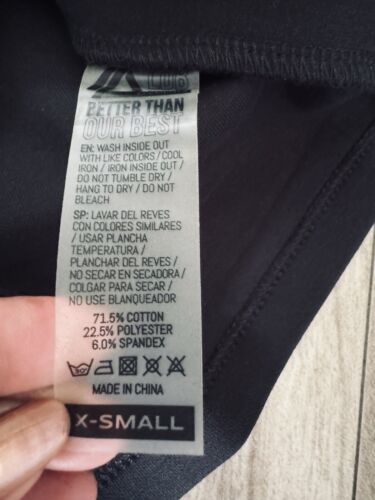 BETTER THAN
OUR BEST
EN: WASH INSIDE OUT
WITH LIKE COLORS / COOL
IRON / IRON INSIDE OUT /
DO NOT TUMBLE DRY /
HANG TO DRY / DO NOT
BLEACH
SP: LAVAR DEL REVES
CON COLORES SIMILARES
/ USAR PLANCHA
TEMPERATURA /
PLANCHAR DEL REVES /
NO SECAR EN SECADORA /
COLGAR PARA SECAR /
NO USE BLANQUEADOR
71.5% COTTON
22.5% POLYESTER
6.0% SPANDEX
MADE IN CHINA
X-SMALL